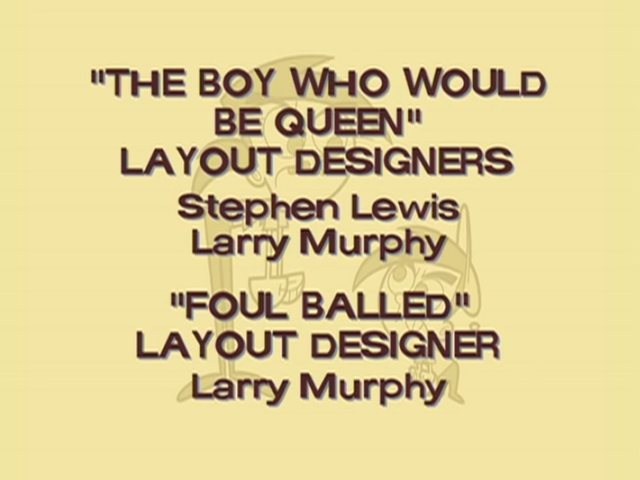 "THE BOY WHO WOULD
BE QUEEN"
LAYOUT DESIGNERS
Stephen Lewis
Larry Murphy
"FOUL BALLED"
LAYOUT DESIGNER
Larry Murphy